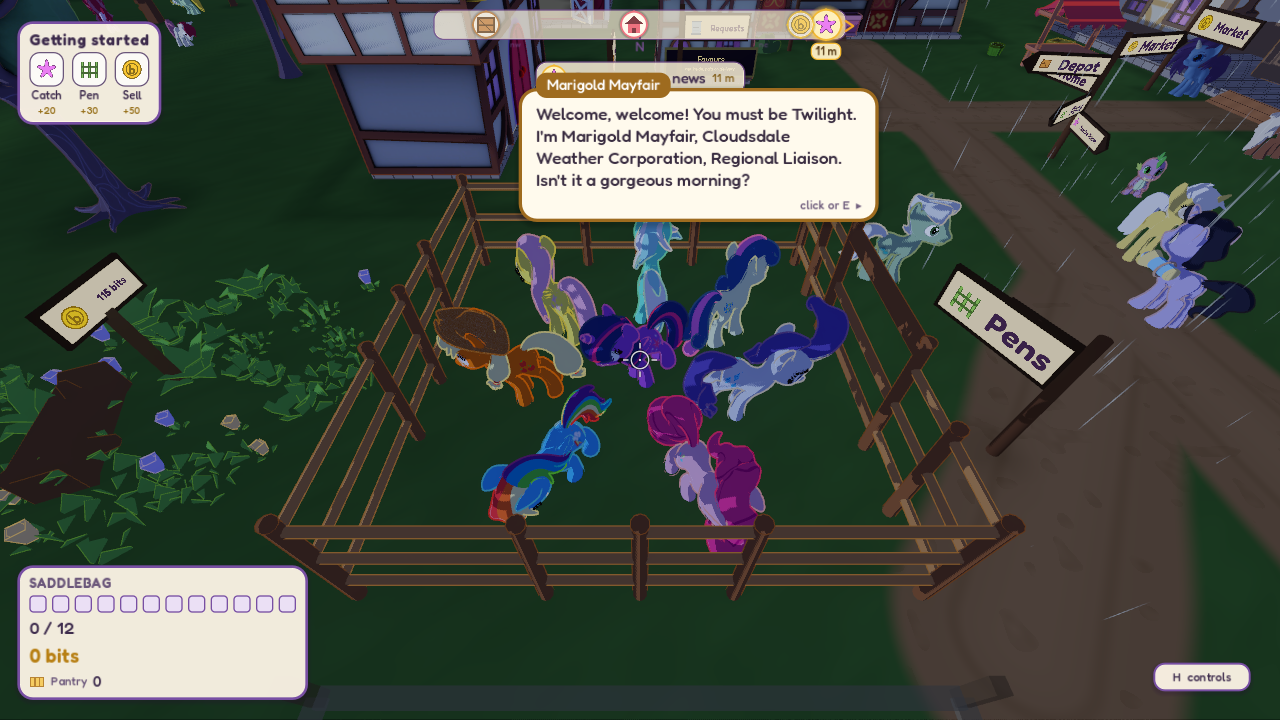 Getting started
Catch
Pen
Sell
+20
+30
+50
Requests
N
11 m
Favours
news 11 m
Marigold Mayfair
Welcome, welcome! You must be Twilight.
I'm Marigold Mayfair, Cloudsdale
Weather Corporation, Regional Liaison.
Isn't it a gorgeous morning?
click or E ▸
Market
Market
Depot
Home
115 bits
Pens
SADDLEBAG
0 / 12
0 bits
Pantry 0
H controls